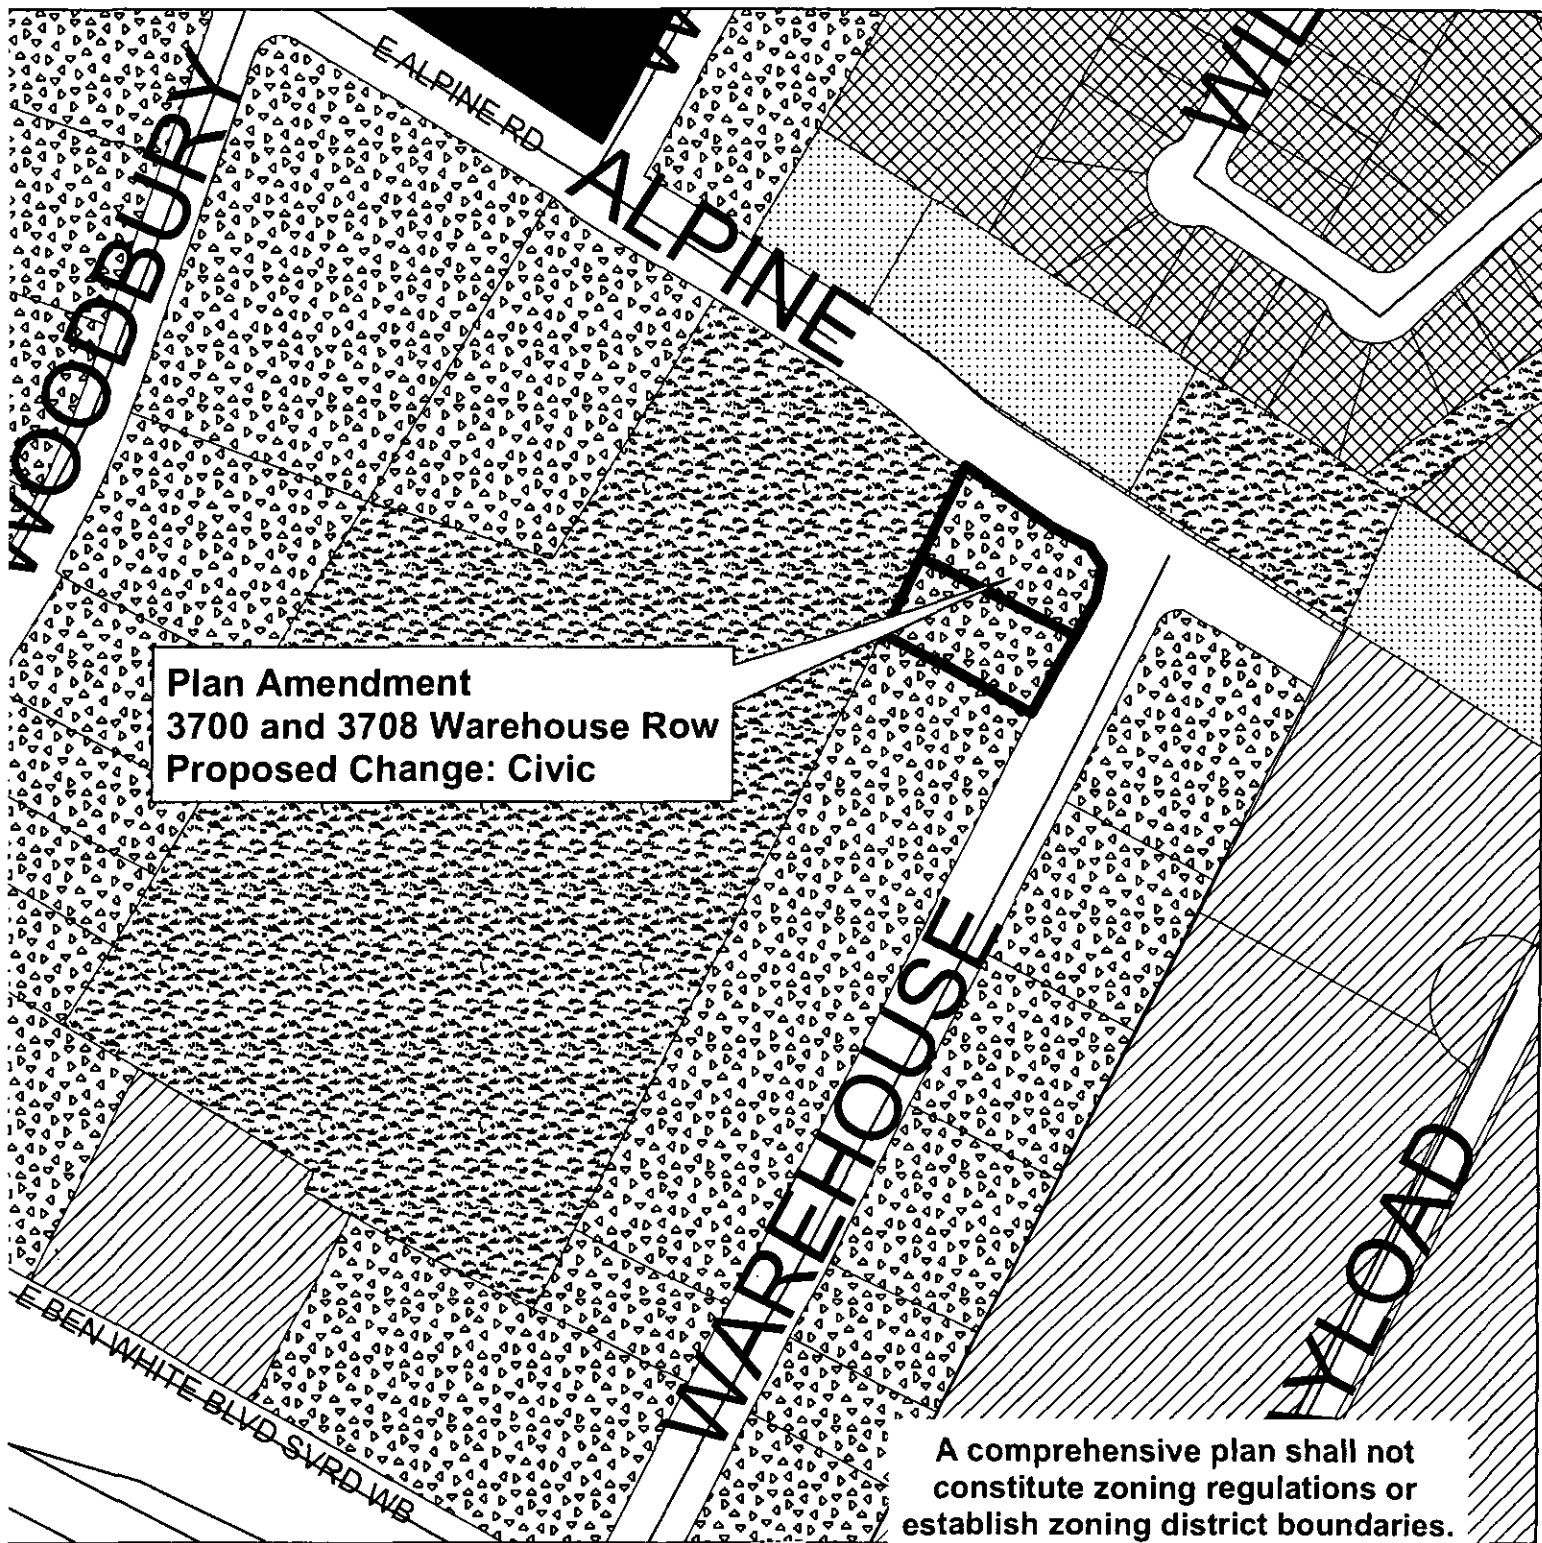 E ALPINE RD
WOODBURY
ALPINE
Plan Amendment
3700 and 3708 Warehouse Row
Proposed Change: Civic
WAREHOUSE
E BEN WHITE BLVD SVRD WB
YLOAD
WIL
A comprehensive plan shall not
constitute zoning regulations or
establish zoning district boundaries.